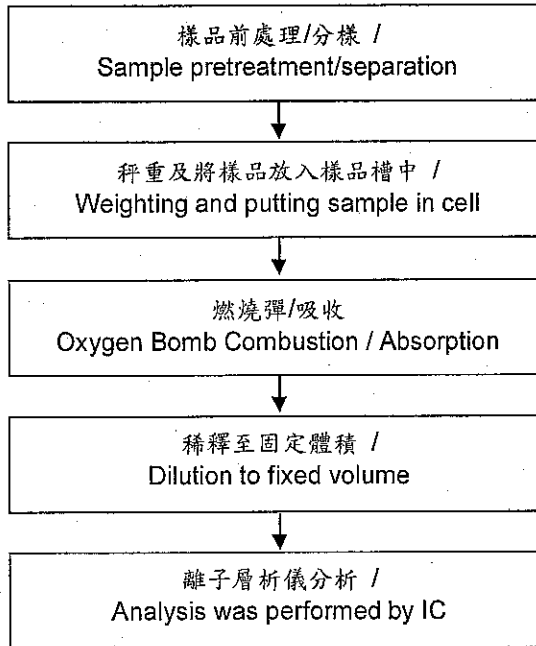 樣品前處理/分樣 /
Sample pretreatment/separation
秤重及將樣品放入樣品槽中 /
Weighting and putting sample in cell
燃燒彈/吸收
Oxygen Bomb Combustion / Absorption
稀釋至固定體積 /
Dilution to fixed volume
離子層析儀分析 /
Analysis was performed by IC